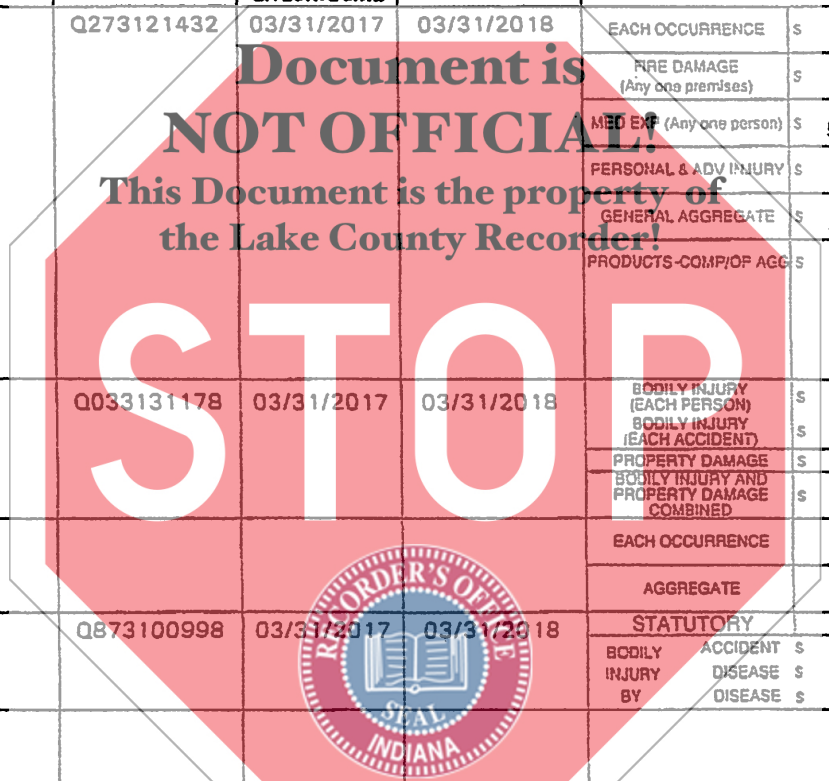 Q273121432 03/31/2017 03/31/2018 EACH OCCURRENCE $
Document is
FIRE DAMAGE
(Any one premises) $
NOT OFFICIAL!
MED EXP (Any one person) $
PERSONAL & ADV INJURY $
This Document is the property of
GENERAL AGGREGATE $
the Lake County Recorder!
PRODUCTS-COMP/OP AGG $
STOP
Q033131178 03/31/2017 03/31/2018 BODILY INJURY
(EACH PERSON) $
BODILY INJURY
(EACH ACCIDENT) $
PROPERTY DAMAGE $
BODILY INJURY AND
PROPERTY DAMAGE $
COMBINED
EACH OCCURRENCE
AGGREGATE
Q873100998 03/31/2017 03/31/2018 STATUTORY
BODILY ACCIDENT $
INJURY DISEASE $
BY DISEASE $
RECORDER'S OFFICE
SEAL
INDIANA